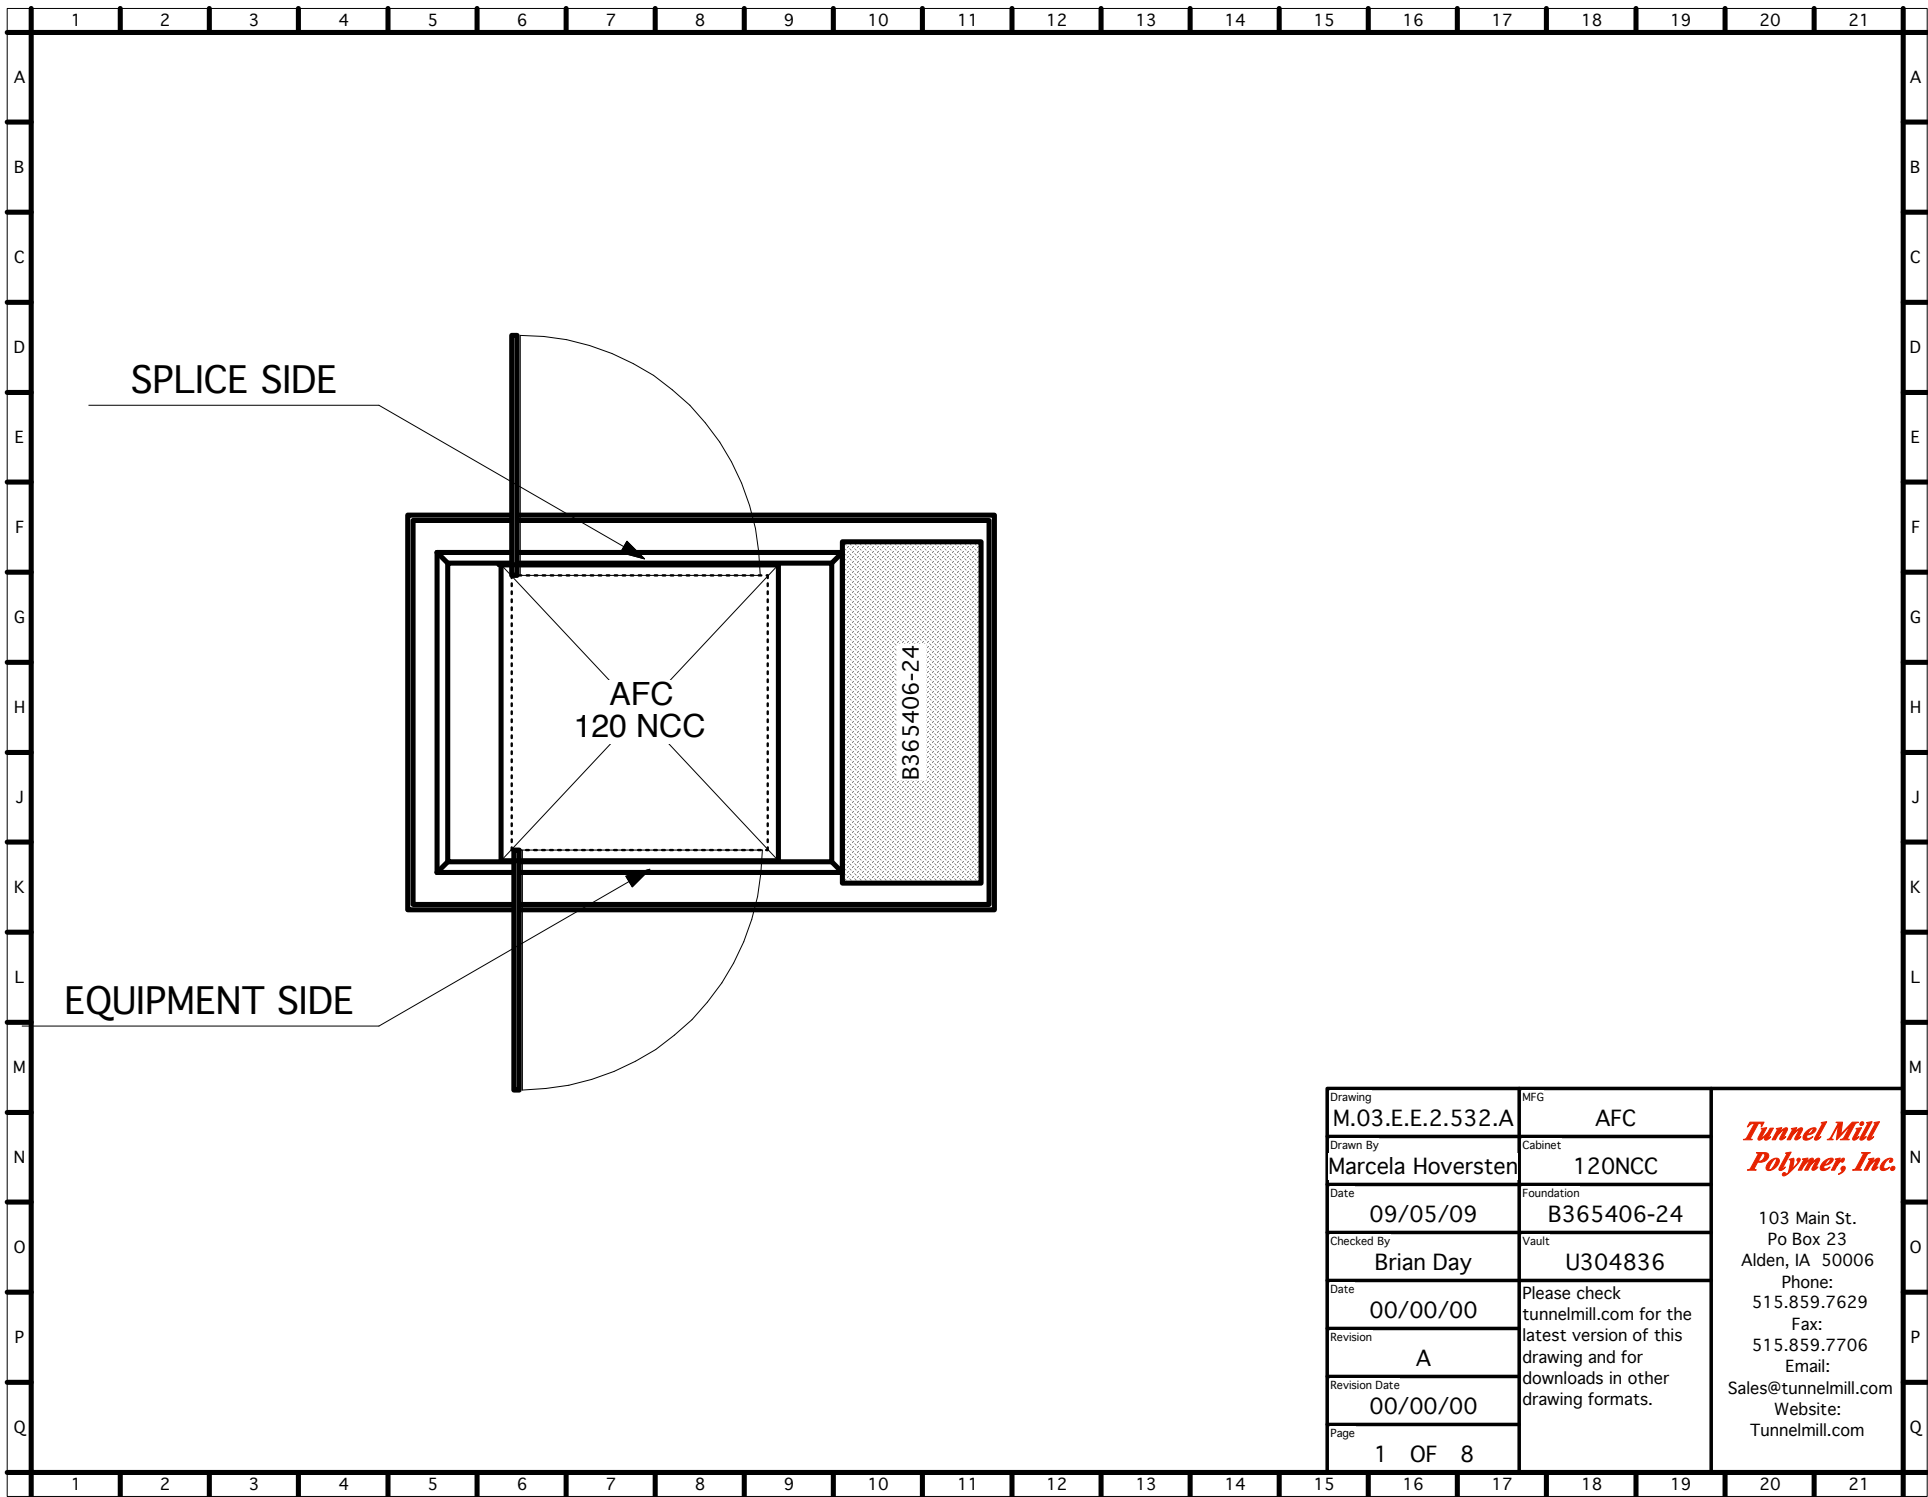 1 2 3 4 5 6 7 8 9 10 11 12 13 14 15 16 17 18 19 20 21
A A
B B
C C
D D
SPLICE SIDE
E E
F F
G G
AFC
120 NCC
B365406-24
H H
J J
K K
L L
EQUIPMENT SIDE
M M
N N
O O
P P
Q Q
Drawing
M.03.E.E.2.532.A
MFG
AFC
Drawn By
Marcela Hoversten
Cabinet
120NCC
Date
09/05/09
Foundation
B365406-24
Checked By
Brian Day
Vault
U304836
Date
00/00/00
Revision
A
Revision Date
00/00/00
Page
1 OF 8
Please check
tunnelmill.com for the
latest version of this
drawing and for
downloads in other
drawing formats.
Tunnel Mill
Polymer, Inc.
103 Main St.
Po Box 23
Alden, IA 50006
Phone:
515.859.7629
Fax:
515.859.7706
Email:
Sales@tunnelmill.com
Website:
Tunnelmill.com
1 2 3 4 5 6 7 8 9 10 11 12 13 14 15 16 17 18 19 20 21